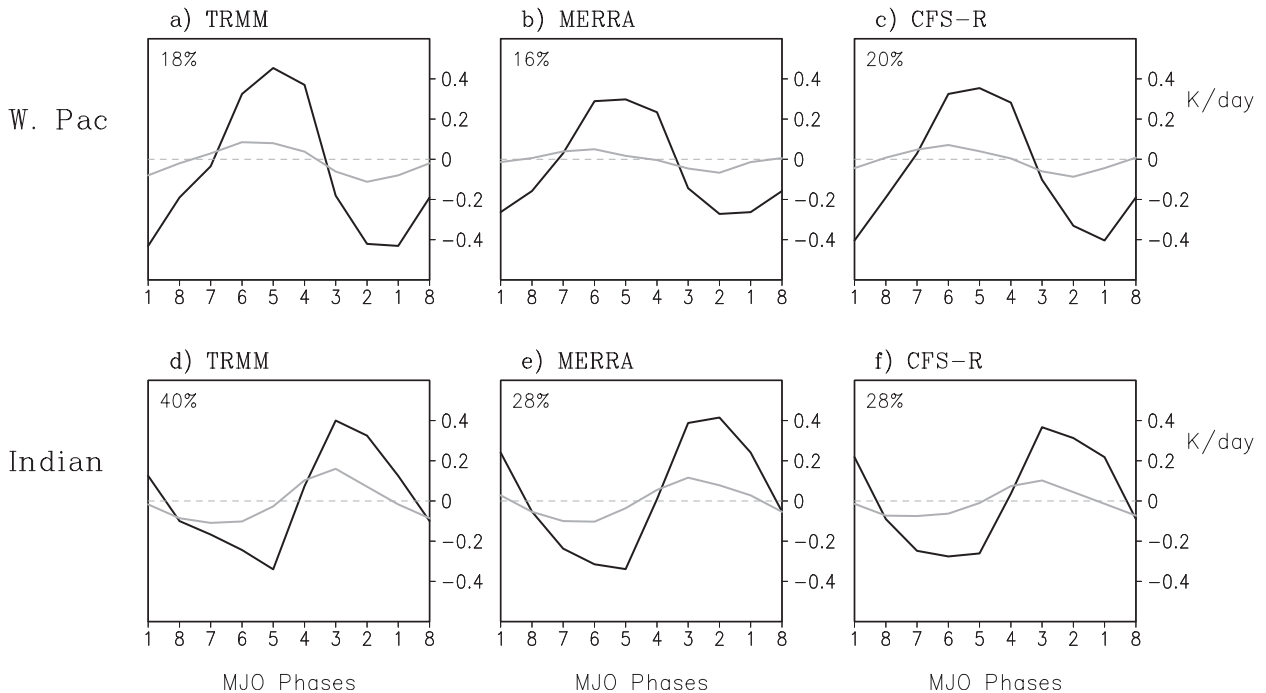 a) TRMM b) MERRA c) CFS-R
18% 16% 20%
W. Pac
0.4 0.4 0.4
K/day
0.2 0.2 0.2
0 0 0
-0.2 -0.2 -0.2
-0.4 -0.4 -0.4
1 8 7 6 5 4 3 2 1 8 1 8 7 6 5 4 3 2 1 8 1 8 7 6 5 4 3 2 1 8
d) TRMM e) MERRA f) CFS-R
40% 28% 28%
0.4 0.4 0.4
K/day
Indian
0.2 0.2 0.2
0 0 0
-0.2 -0.2 -0.2
-0.4 -0.4 -0.4
1 8 7 6 5 4 3 2 1 8 1 8 7 6 5 4 3 2 1 8 1 8 7 6 5 4 3 2 1 8
MJO Phases MJO Phases MJO Phases